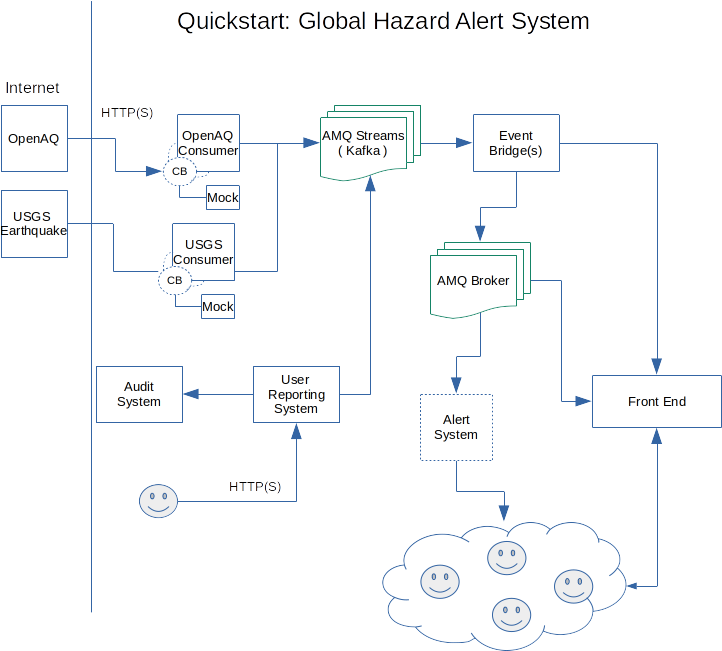 Quickstart: Global Hazard Alert System
Internet
HTTP(S)
OpenAQ
OpenAQ
Consumer
CB
Mock
AMQ Streams
( Kafka )
Event
Bridge(s)
USGS
Earthquake
USGS
Consumer
CB
Mock
AMQ Broker
Audit
System
User
Reporting
System
Alert
System
Front End
HTTP(S)